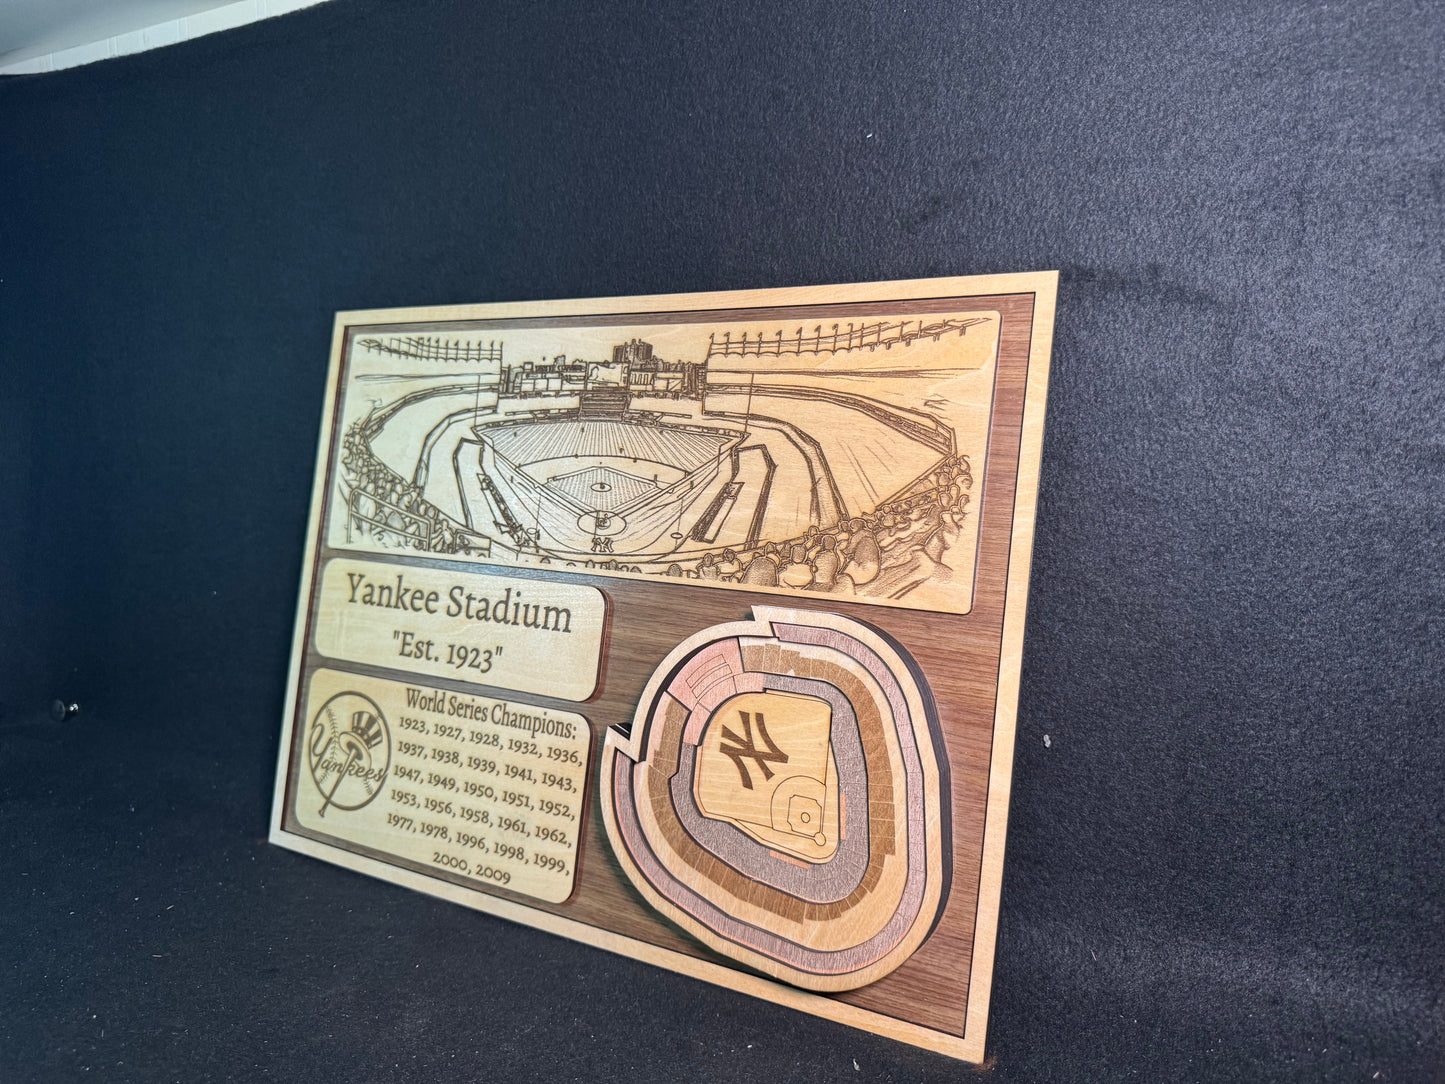 Yankee Stadium
"Est. 1923"
World Series Champions:
1923, 1927, 1928, 1932, 1936,
1937, 1938, 1939, 1941, 1943,
1947, 1949, 1950, 1951, 1952,
1953, 1956, 1958, 1961, 1962,
1977, 1978, 1996, 1998, 1999,
2000, 2009
Yankees
NY
NY